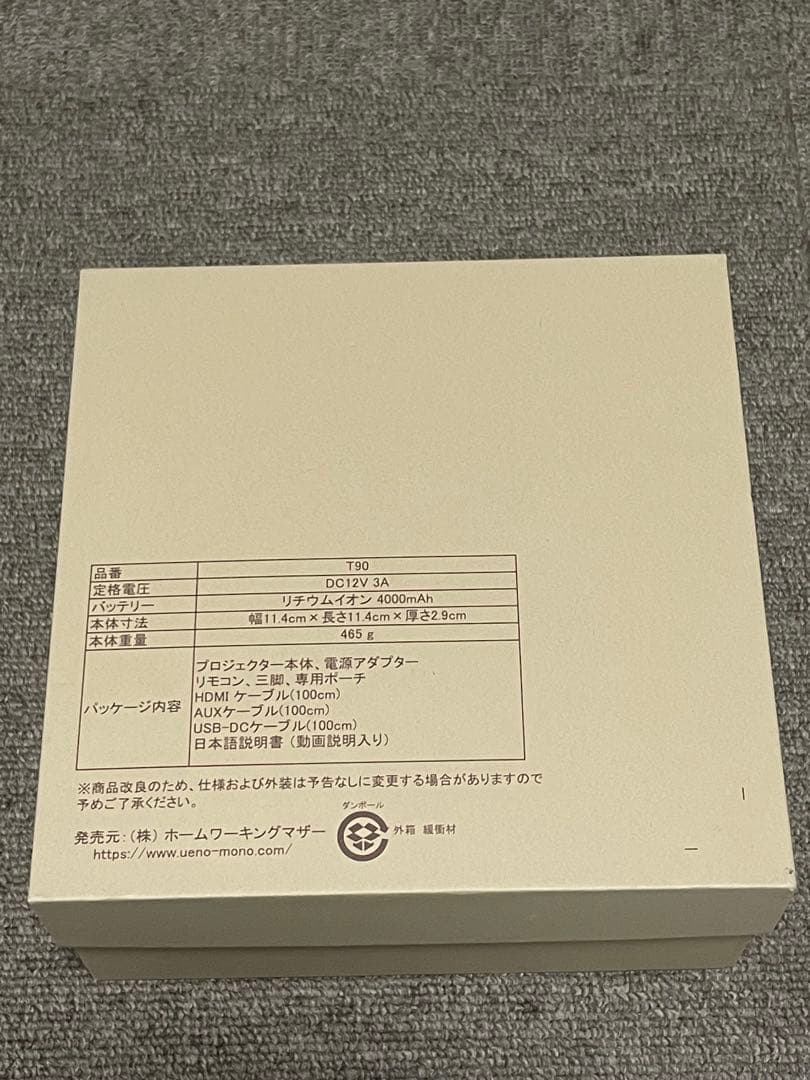 品番 T90
定格電圧 DC12V 3A
バッテリー リチウムイオン 4000mAh
本体寸法 幅11.4cm×長さ11.4cm×厚さ2.9cm
本体重量 465g
パッケージ内容
プロジェクター本体、電源アダプター
リモコン、三脚、専用ポーチ
HDMI ケーブル(100cm)
AUXケーブル(100cm)
USB-DCケーブル(100cm)
日本語説明書 (動画説明入り)
※商品改良のため、仕様および外装は予告なしに変更する場合がありますので
予めご了承ください。
発売元:(株) ホームワーキングマザー
https://www.ueno-mono.com/
ダンボール
外箱 緩衝材